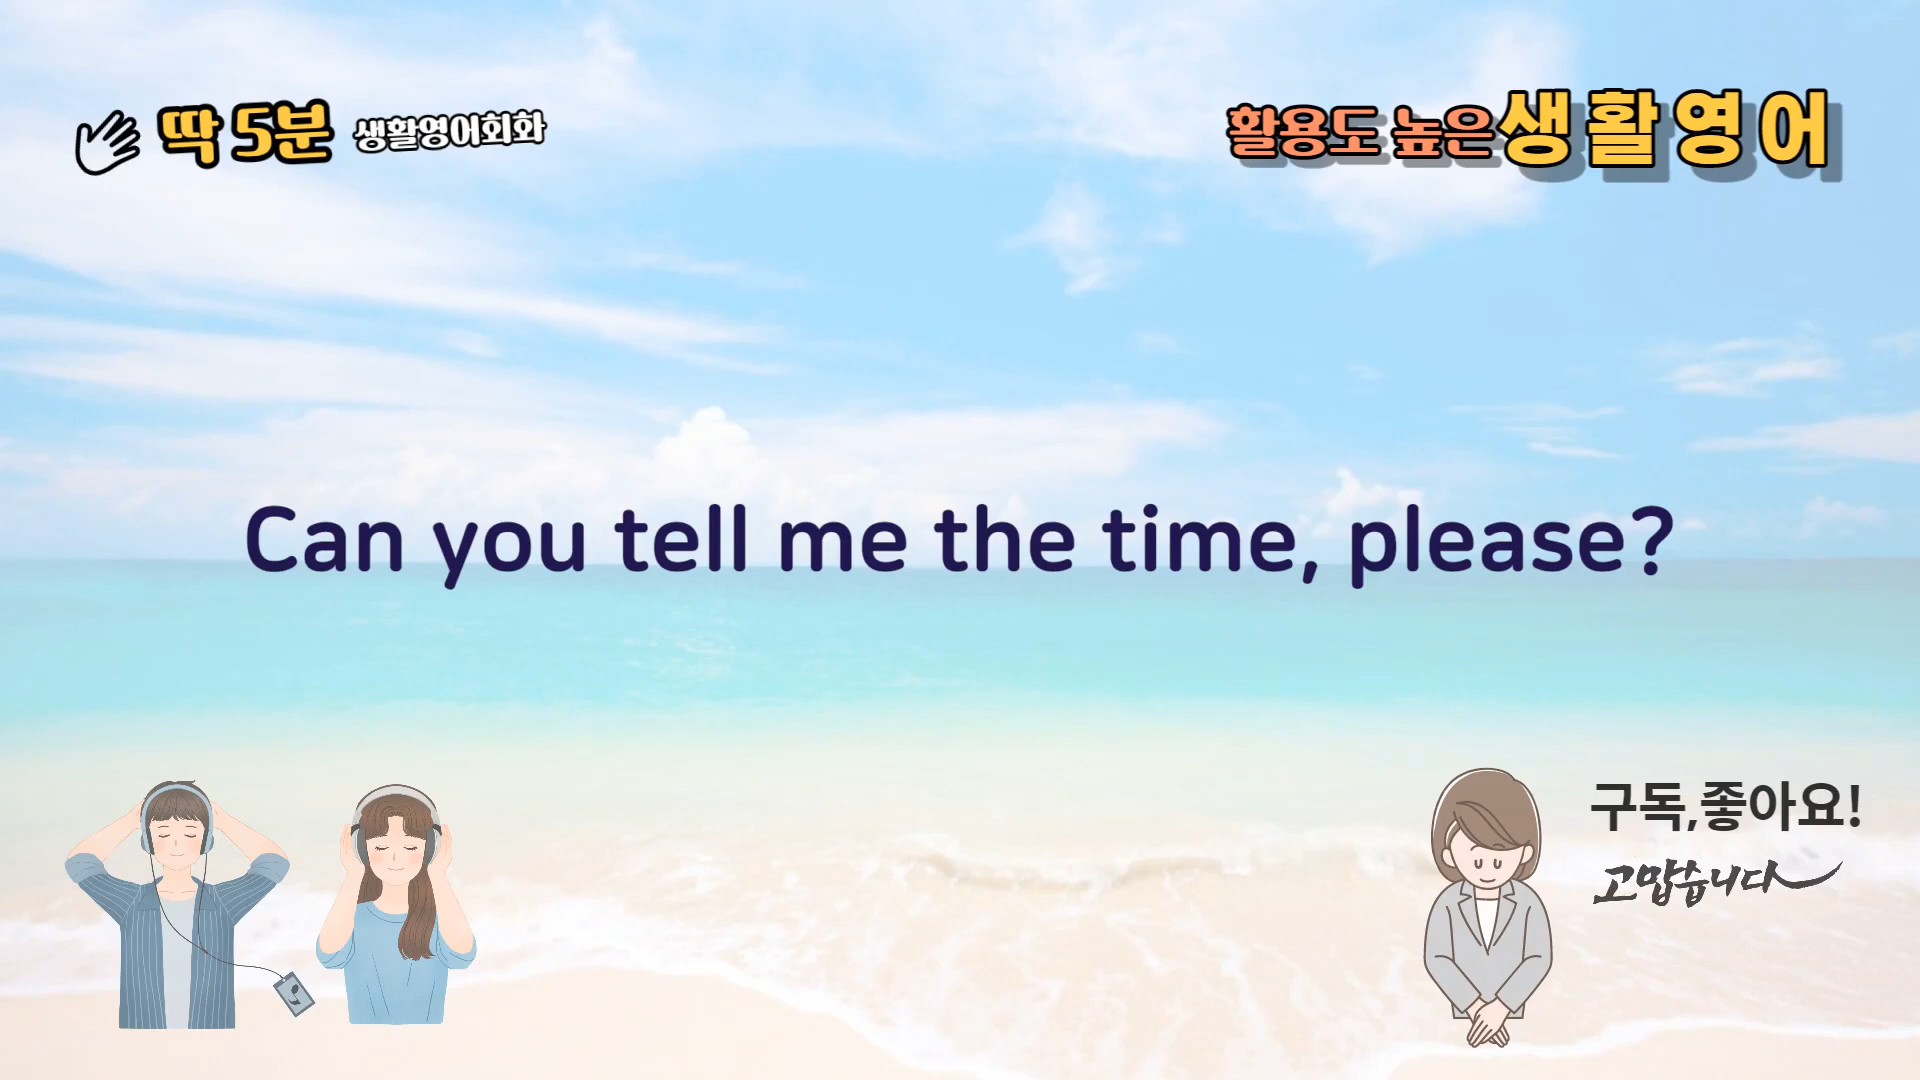 딱 5분 생활영어회화
활용도 높은 생활영어
Can you tell me the time, please?
구독,좋아요!
고맙습니다